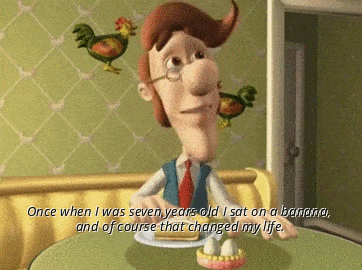 Once when I was seven years old I sat on a banana,
and of course that changed my life.